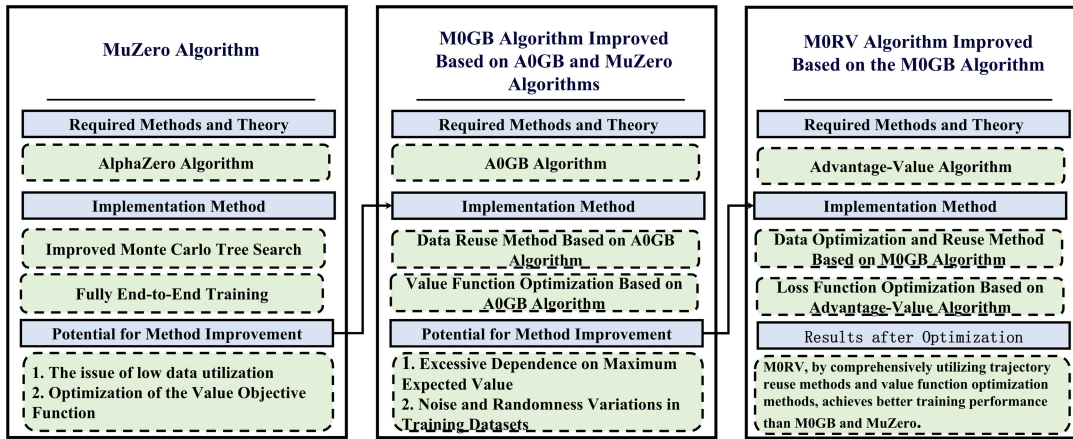 MuZero Algorithm
Required Methods and Theory
AlphaZero Algorithm
Implementation Method
Improved Monte Carlo Tree Search
Fully End-to-End Training
Potential for Method Improvement
1. The issue of low data utilization
2. Optimization of the Value Objective
Function
M0GB Algorithm Improved
Based on A0GB and MuZero
Algorithms
Required Methods and Theory
A0GB Algorithm
Implementation Method
Data Reuse Method Based on A0GB
Algorithm
Value Function Optimization Based on
A0GB Algorithm
Potential for Method Improvement
1. Excessive Dependence on Maximum
Expected Value
2. Noise and Randomness Variations in
Training Datasets
M0RV Algorithm Improved
Based on the M0GB Algorithm
Required Methods and Theory
Advantage-Value Algorithm
Implementation Method
Data Optimization and Reuse Method
Based on M0GB Algorithm
Loss Function Optimization Based on
Advantage-Value Algorithm
Results after Optimization
M0RV, by comprehensively utilizing trajectory
reuse methods and value function optimization
methods, achieves better training performance
than M0GB and MuZero.